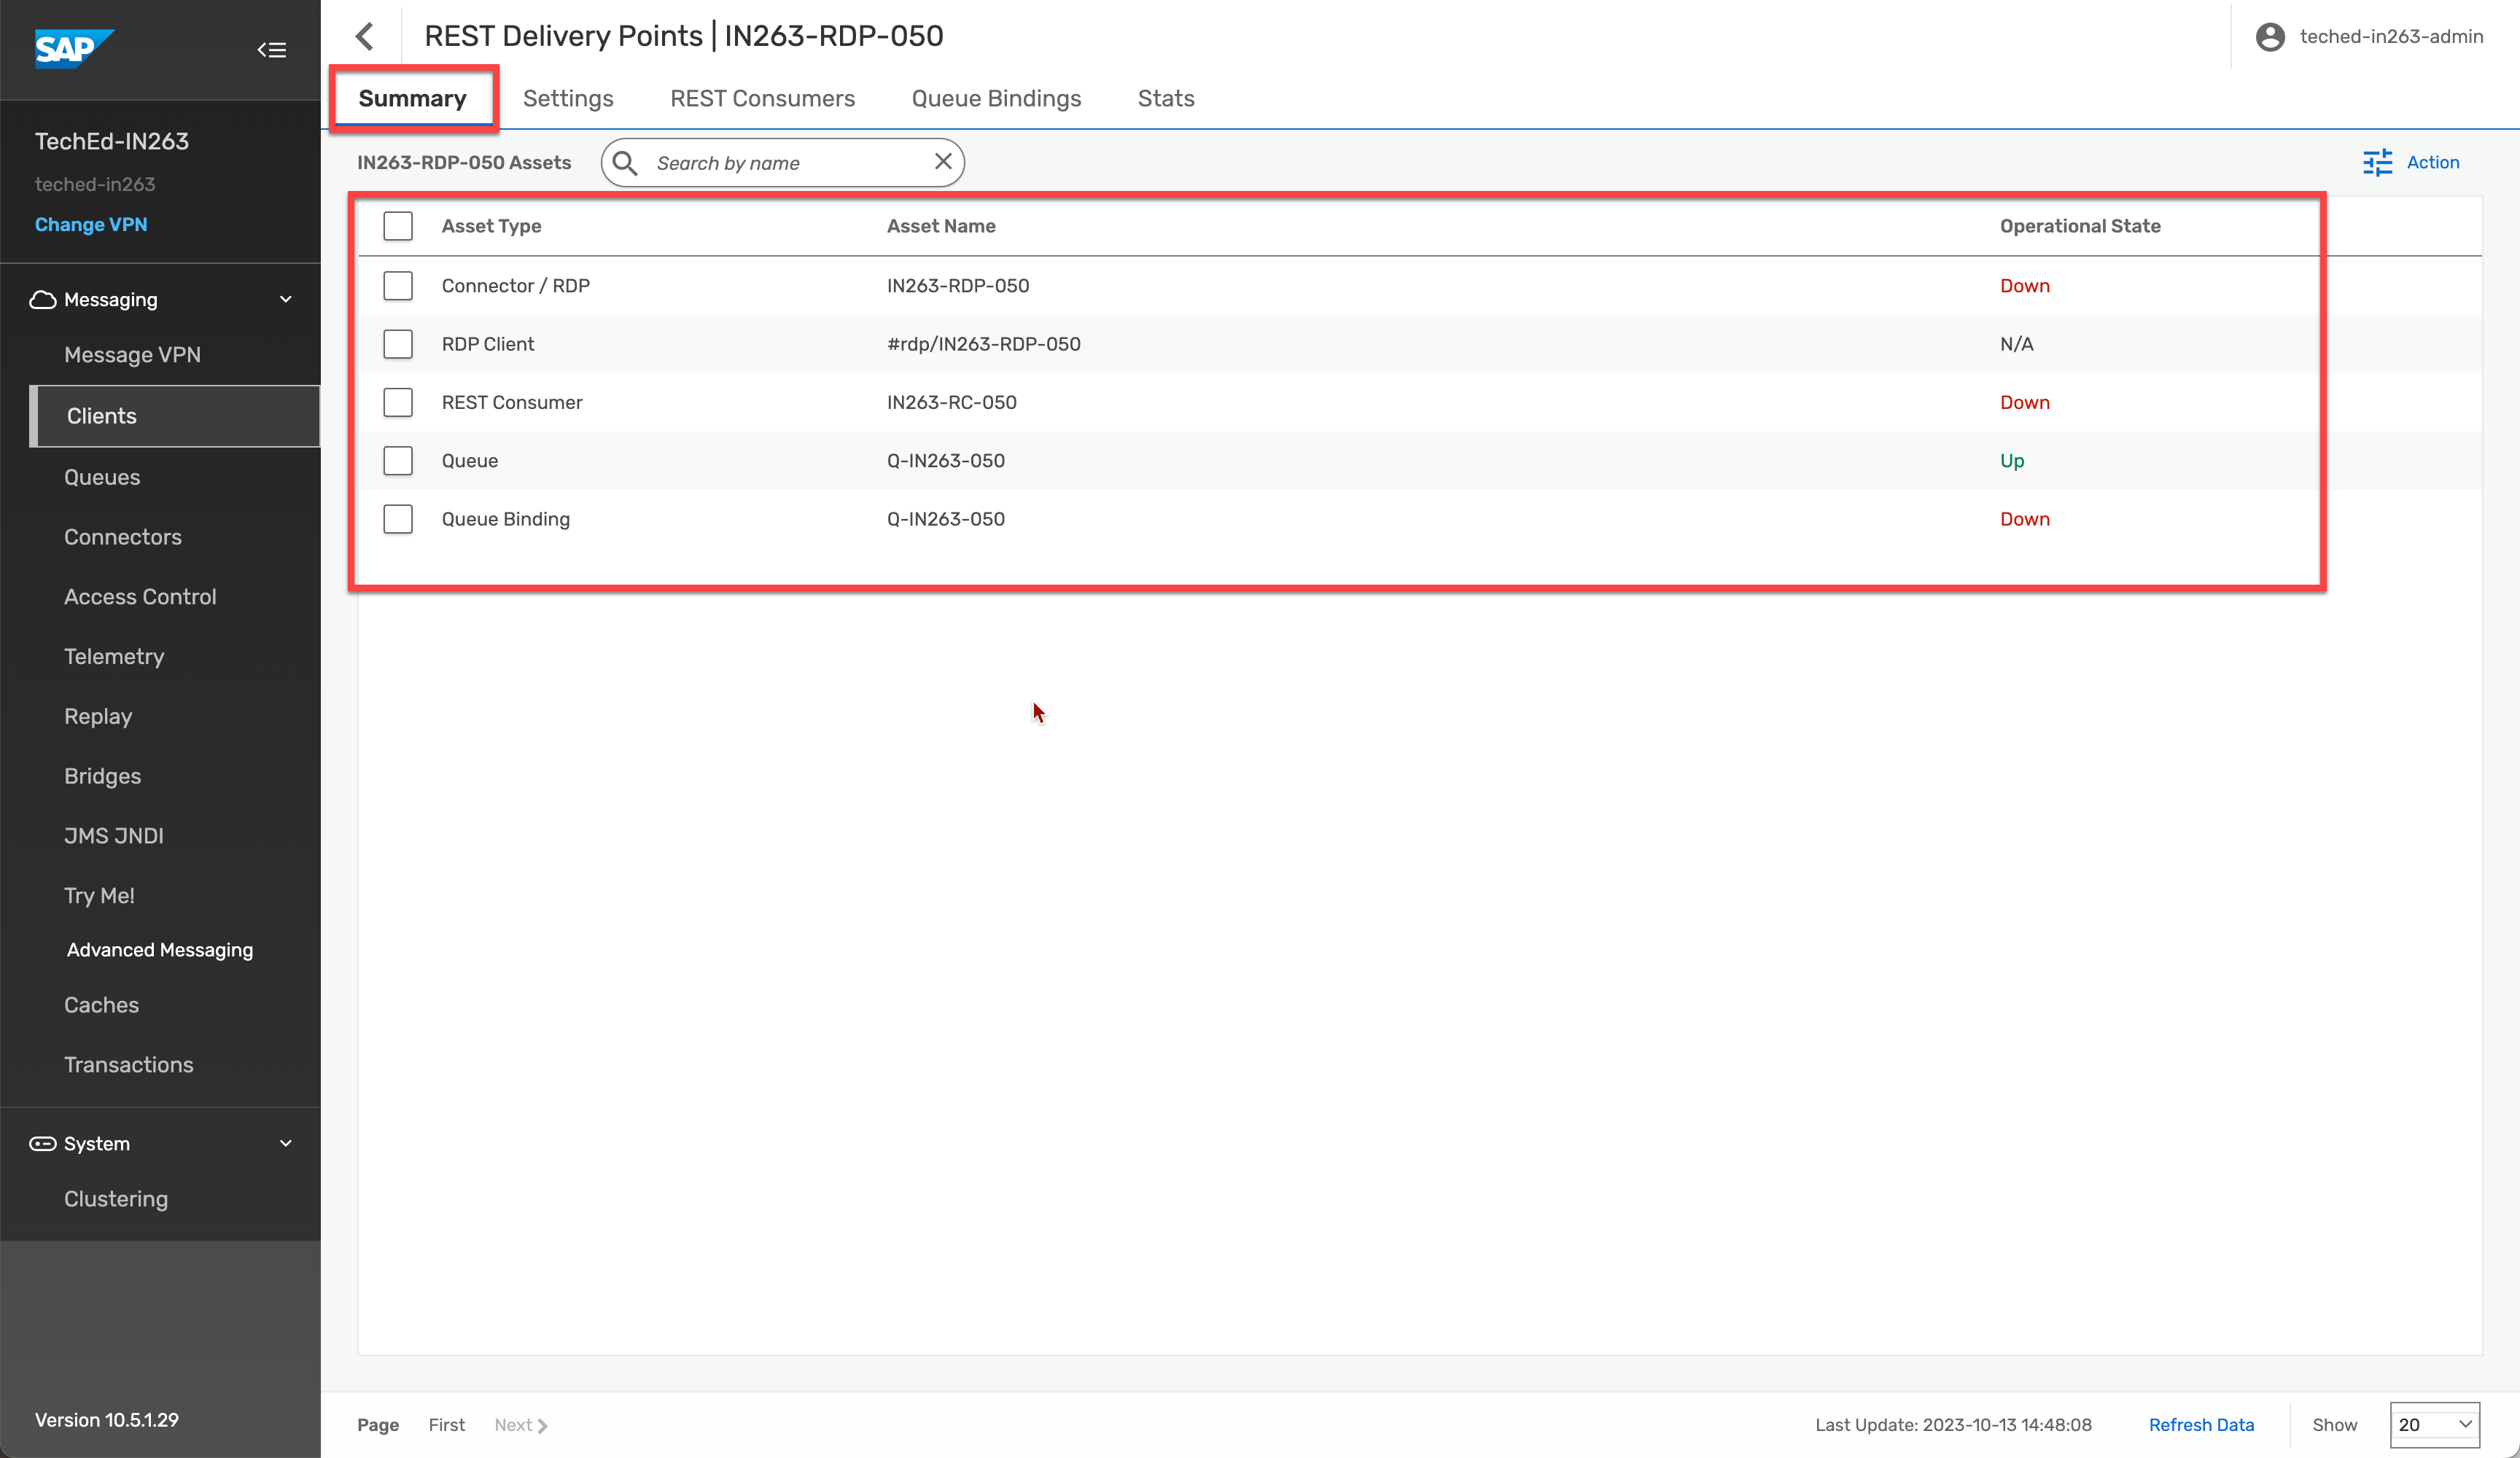 SAP
TechEd-IN263
teched-in263
Change VPN
Messaging
Message VPN
Clients
Queues
Connectors
Access Control
Telemetry
Replay
Bridges
JMS JNDI
Try Me!
Advanced Messaging
Caches
Transactions
System
Clustering
Version 10.5.1.29
REST Delivery Points | IN263-RDP-050
teched-in263-admin
Summary Settings REST Consumers Queue Bindings Stats
IN263-RDP-050 Assets Search by name Action
Asset Type Asset Name Operational State
Connector / RDP IN263-RDP-050 Down
RDP Client #rdp/IN263-RDP-050 N/A
REST Consumer IN263-RC-050 Down
Queue Q-IN263-050 Up
Queue Binding Q-IN263-050 Down
Page First Next Last Update: 2023-10-13 14:48:08 Refresh Data Show 20